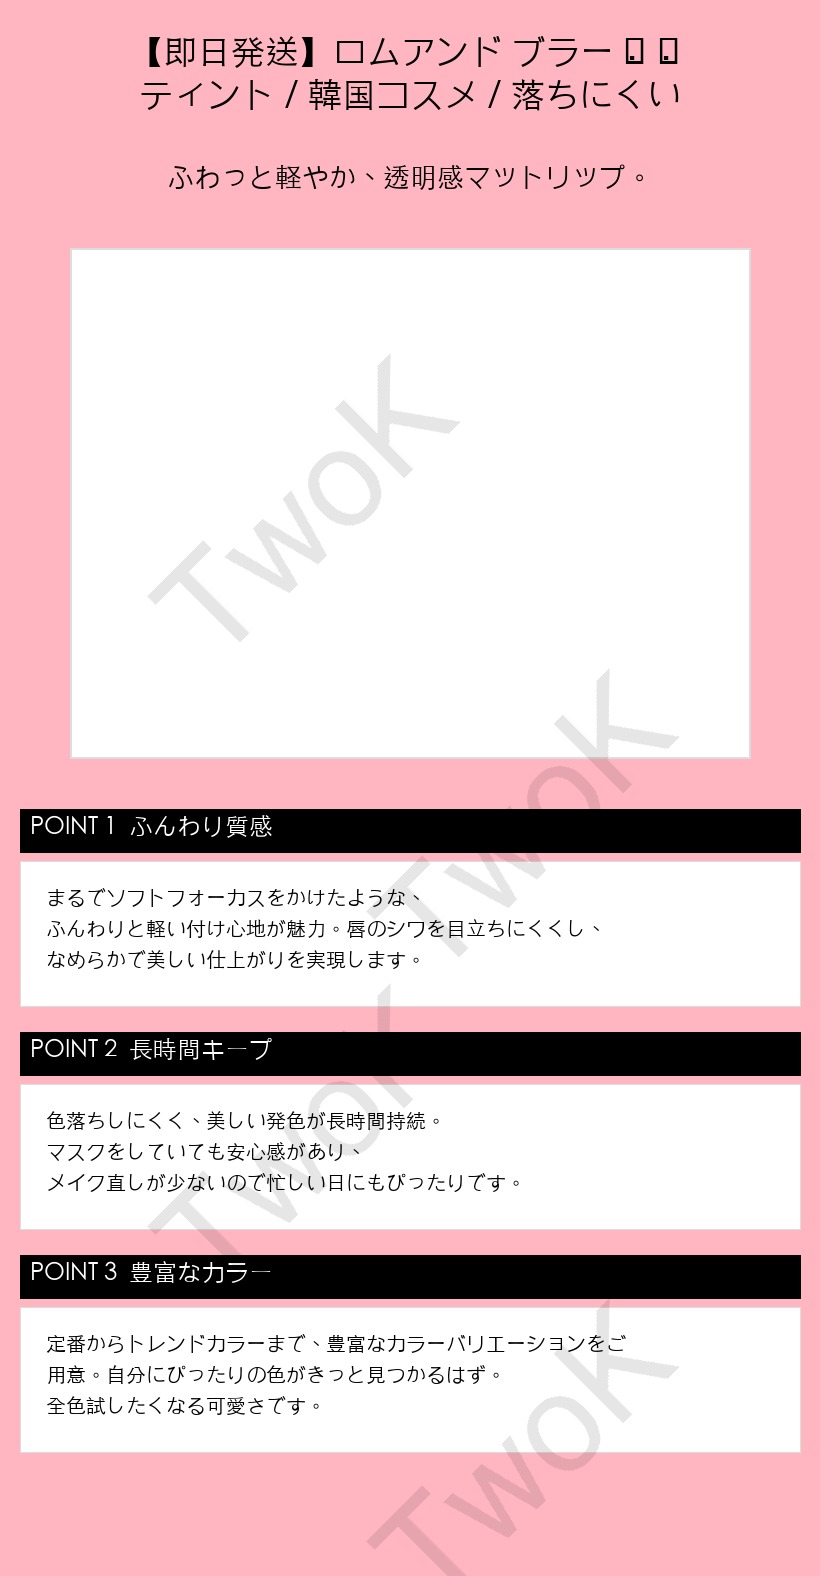 【即日発送】ロムアンド ブラー
ティント / 韓国コスメ / 落ちにくい
ふわっと軽やか、透明感マットリップ。
TwoK
TwoK
POINT 1 ふんわり質感
まるでソフトフォーカスをかけたような、
ふんわりと軽い付け心地が魅力。唇のシワを目立ちにくくし、
なめらかで美しい仕上がりを実現します。
TwoK
POINT 2 長時間キープ
色落ちしにくく、美しい発色が長時間持続。
マスクをしていても安心感があり、
メイク直しが少ないので忙しい日にもぴったりです。
POINT 3 豊富なカラー
定番からトレンドカラーまで、豊富なカラーバリエーションをご
用意。自分にぴったりの色がきっと見つかるはず。
全色試したくなる可愛さです。
TwoK